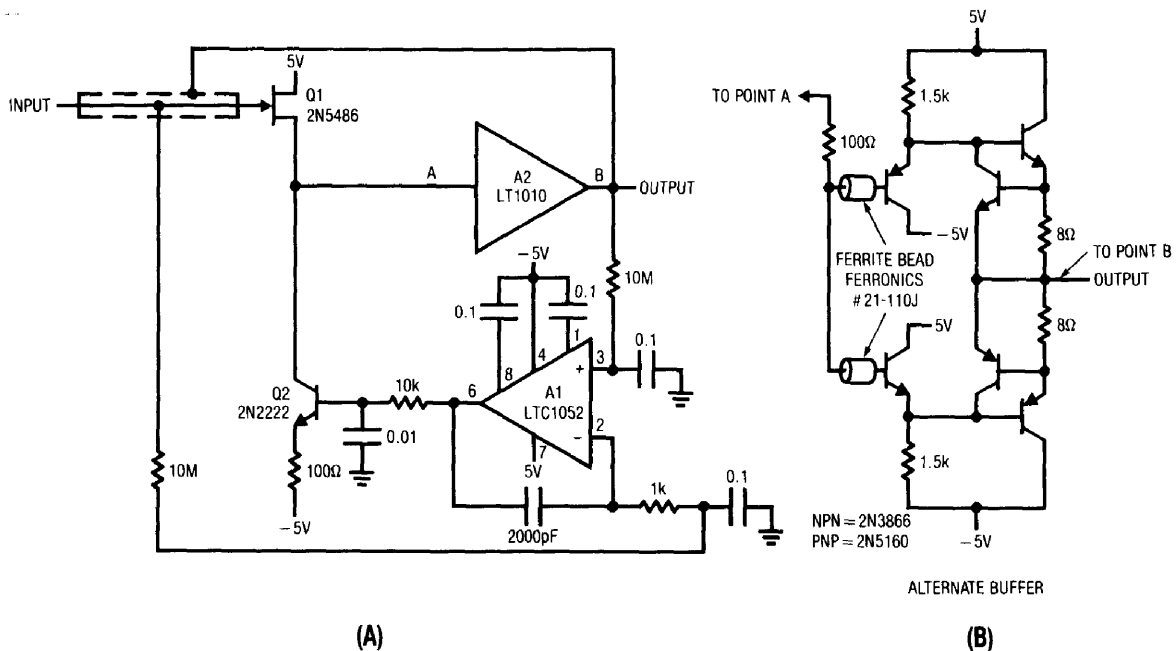 INPUT
5V
Q1
2N5486
A
A2
LT1010
B
OUTPUT
10M
-5V
0.1
0.1
8
4
1
3
+
0.1
A1
LTC1052
6
2
−
7
5V
10k
Q2
2N2222
0.01
100Ω
-5V
10M
2000pF
1k
0.1
(A)
5V
1.5k
TO POINT A
100Ω
-5V
FERRITE BEAD
FERRONICS
#21-110J
8Ω
TO POINT B
OUTPUT
8Ω
5V
1.5k
NPN = 2N3866
PNP = 2N5160
-5V
ALTERNATE BUFFER
(B)